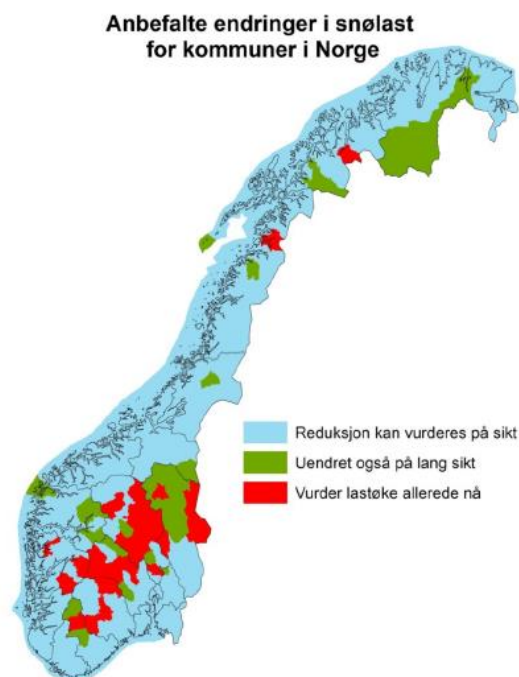 Anbefalte endringer i snølast
for kommuner i Norge
Reduksjon kan vurderes på sikt
Uendret også på lang sikt
Vurder lastøke allerede nå